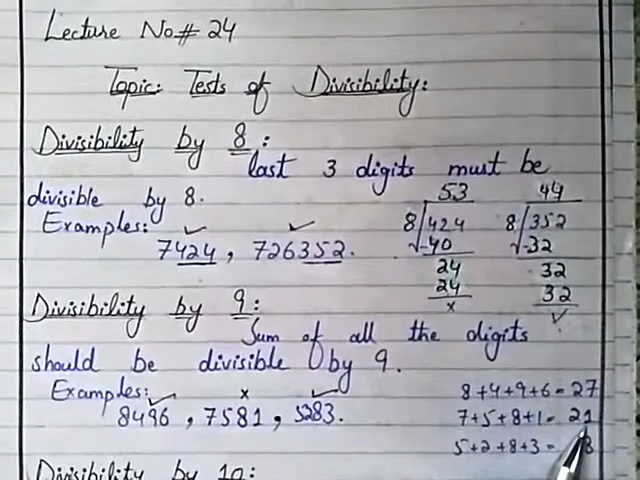 Lecture No# 24
Topic: Tests of Divisibility:
Divisibility by 8:
last 3 digits must be
divisible by 8.
Examples:
7424, 726352.
53
8 424
-40
24
24
x
44
8 352
-32
32
32
Divisibility by 9:
Sum of all the digits
should be divisible by 9.
Examples:
8496, 7581, 5283.
8+4+9+6=27
7+5+8+1=21
5+2+8+3= 8
Divisibility by 10: